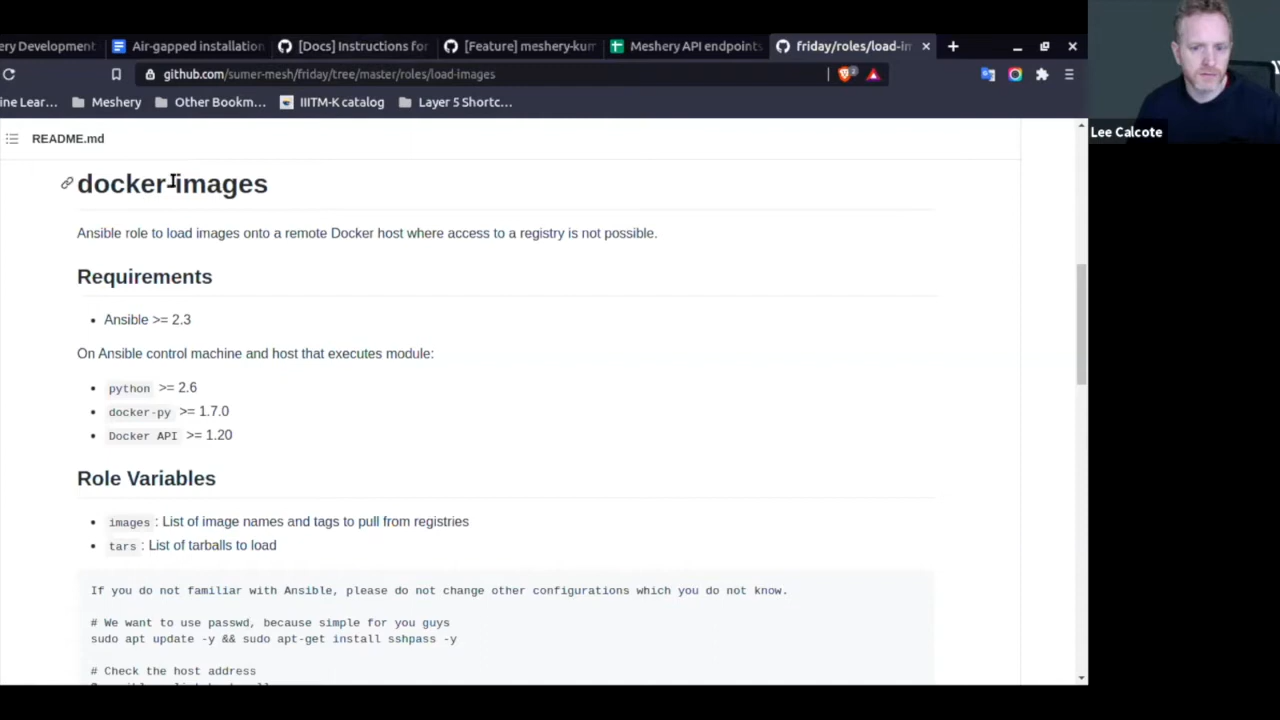 ery Development
Air-gapped installation
[Docs] Instructions for
[Feature] meshery-kum
Meshery API endpoints
friday/roles/load-im
github.com/sumer-mesh/friday/tree/master/roles/load-images
2
ine Lear…
Meshery
Other Bookm…
IIITM-K catalog
Layer 5 Shortc…
README.md
docker-images
Ansible role to load images onto a remote Docker host where access to a registry is not possible.
Requirements
Ansible >= 2.3
On Ansible control machine and host that executes module:
python >= 2.6
docker-py >= 1.7.0
Docker API >= 1.20
Role Variables
images : List of image names and tags to pull from registries
tars : List of tarballs to load
If you do not familiar with Ansible, please do not change other configurations which you do not know.
# We want to use passwd, because simple for you guys
sudo apt update -y && sudo apt-get install sshpass -y
# Check the host address
Lee Calcote